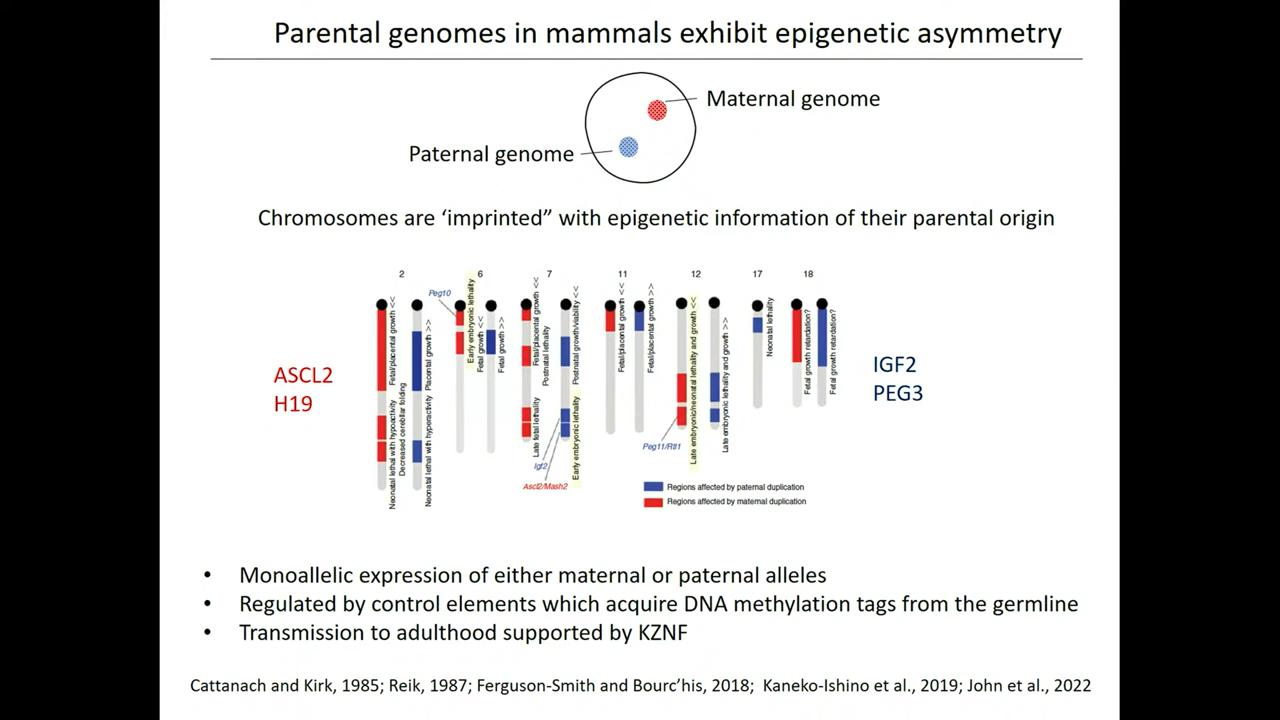 Parental genomes in mammals exhibit epigenetic asymmetry
Maternal genome
Paternal genome
Chromosomes are ‘imprinted” with epigenetic information of their parental origin
2 6 7 11 12 17 18
Peg10
Neonatal lethal with hypoactivity
Fetal/placental growth <<
Decreased cerebllar folding
Neonatal lethal with hyperactivity
Placental growth >>
Early embryonic lethality
Fetal growth <<
Fetal growth >>
Late fetal lethality
Fetal/placental growth <<
Postnatal lethality
Early embryonic lethality
Postnatal growth/viability <<
Fetal/placental growth <<
Fetal/placental growth >>
Late embryonic/neonatal lethality and growth <<
Late embryonic lethality and growth >>
Neonatal lethality
Fetal growth retardation?
Fetal growth retardation?
ASCL2
H19
IGF2
PEG3
Igf2
Ascl2/Mash2
Peg11/Rtl1
Regions affected by paternal duplication
Regions affected by maternal duplication
• Monoallelic expression of either maternal or paternal alleles
• Regulated by control elements which acquire DNA methylation tags from the germline
• Transmission to adulthood supported by KZNF
Cattanach and Kirk, 1985; Reik, 1987; Ferguson-Smith and Bourc’his, 2018; Kaneko-Ishino et al., 2019; John et al., 2022